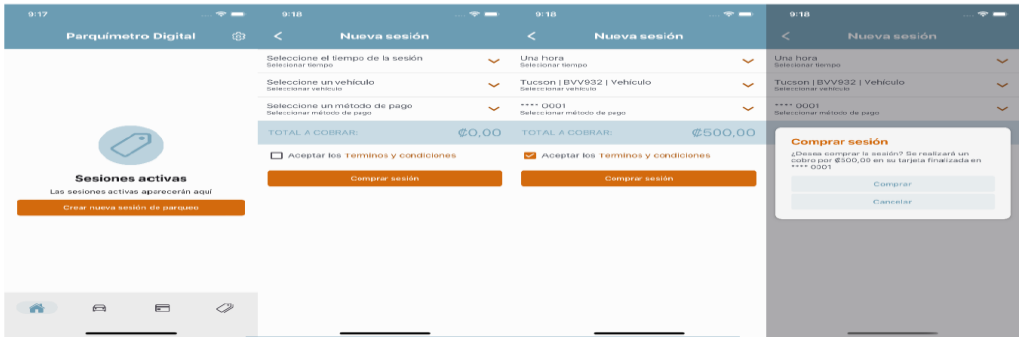 9:17
Parquímetro Digital
Sesiones activas
Las sesiones activas aparecerán aquí
Crear nueva sesión de parqueo
9:18
Nueva sesión
Seleccione el tiempo de la sesión
Selecionar tiempo
Seleccione un vehículo
Seleccionar vehículo
Seleccione un método de pago
Seleccionar método de pago
TOTAL A COBRAR:
₡0,00
Aceptar los Terminos y condiciones
Comprar sesión
9:18
Nueva sesión
Una hora
Selecionar tiempo
Tucson | BVV932 | Vehículo
Seleccionar vehículo
**** 0001
Seleccionar método de pago
TOTAL A COBRAR:
₡500,00
Aceptar los Terminos y condiciones
Comprar sesión
9:18
Nueva sesión
Una hora
Selecionar tiempo
Tucson | BVV932 | Vehículo
Seleccionar vehículo
**** 0001
Seleccionar método de pago
Comprar sesión
¿Desea comprar la sesión? Se realizará un
cobro por ₡500,00 en su tarjeta finalizada en
**** 0001
Comprar
Cancelar